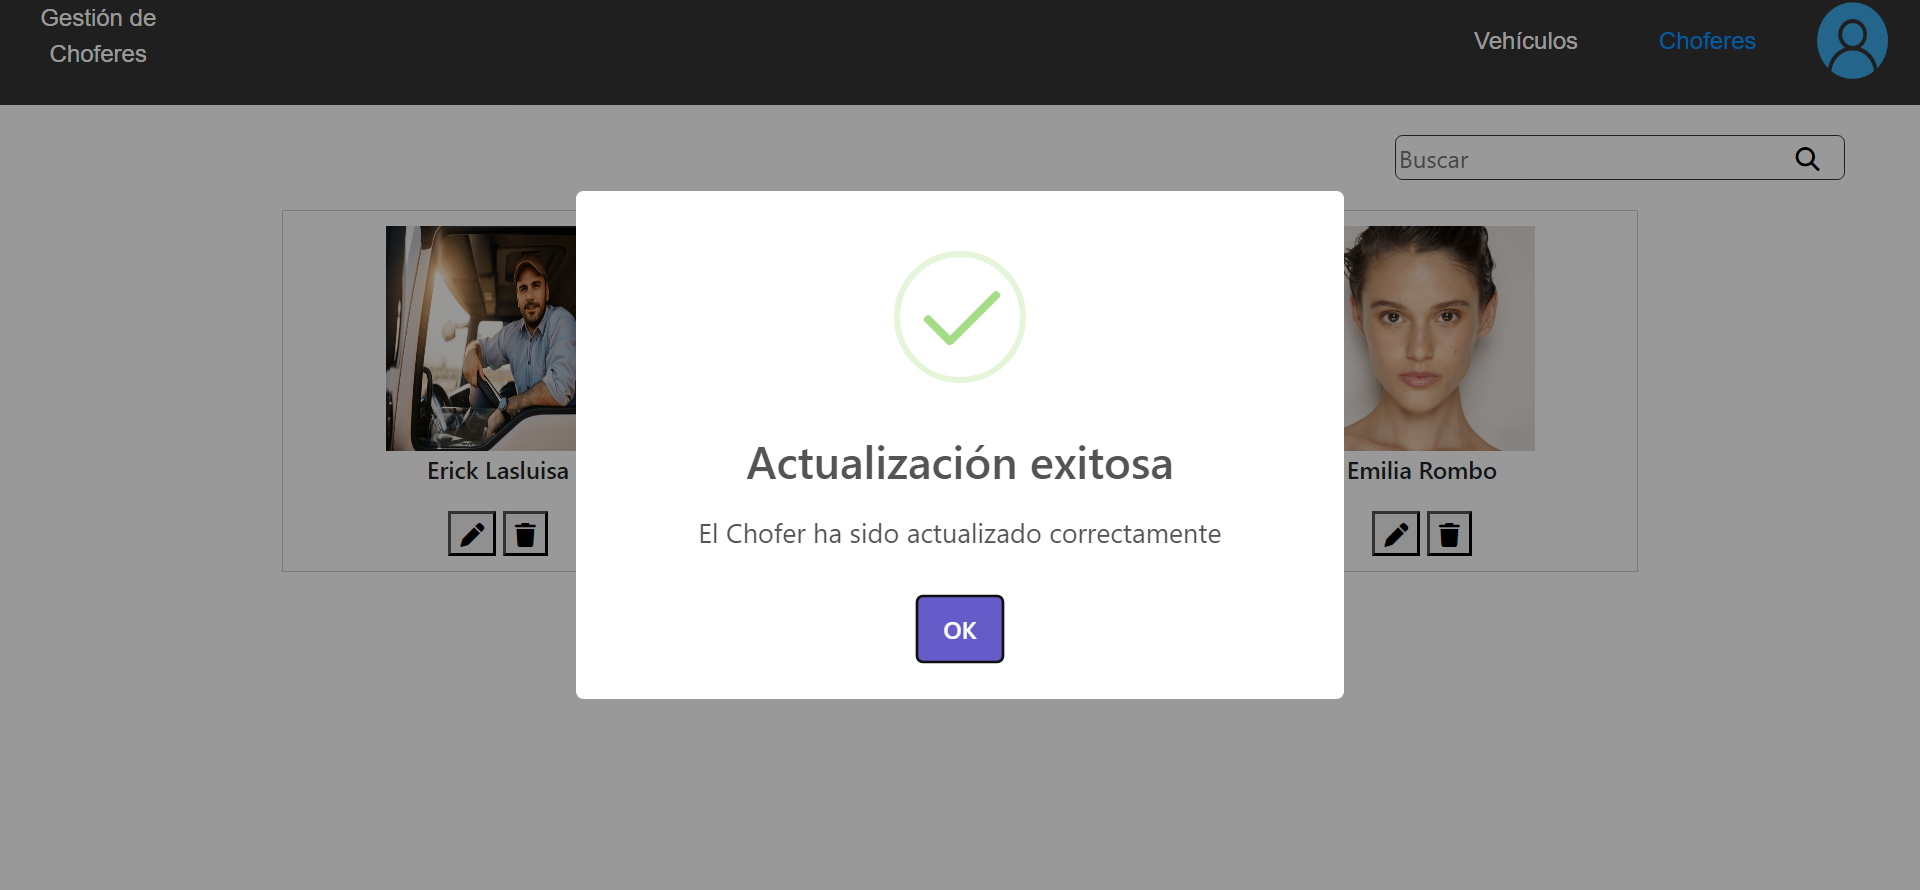 Gestión de
Choferes
Vehículos
Choferes
Buscar
Actualización exitosa
El Chofer ha sido actualizado correctamente
OK
Erick Lasluisa
Emilia Rombo